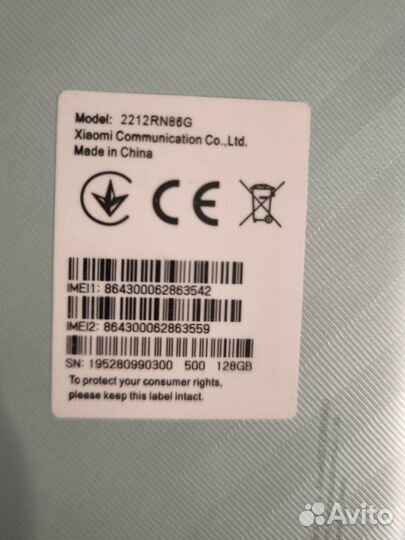 Model: 2212RN86G
Xiaomi Communication Co.,Ltd.
Made in China
CE
IMEI1: 864300062863542
IMEI2: 864300062863559
SN: 195280990300 500 128GB
To protect your consumer rights,
please keep this label intact.
Avito